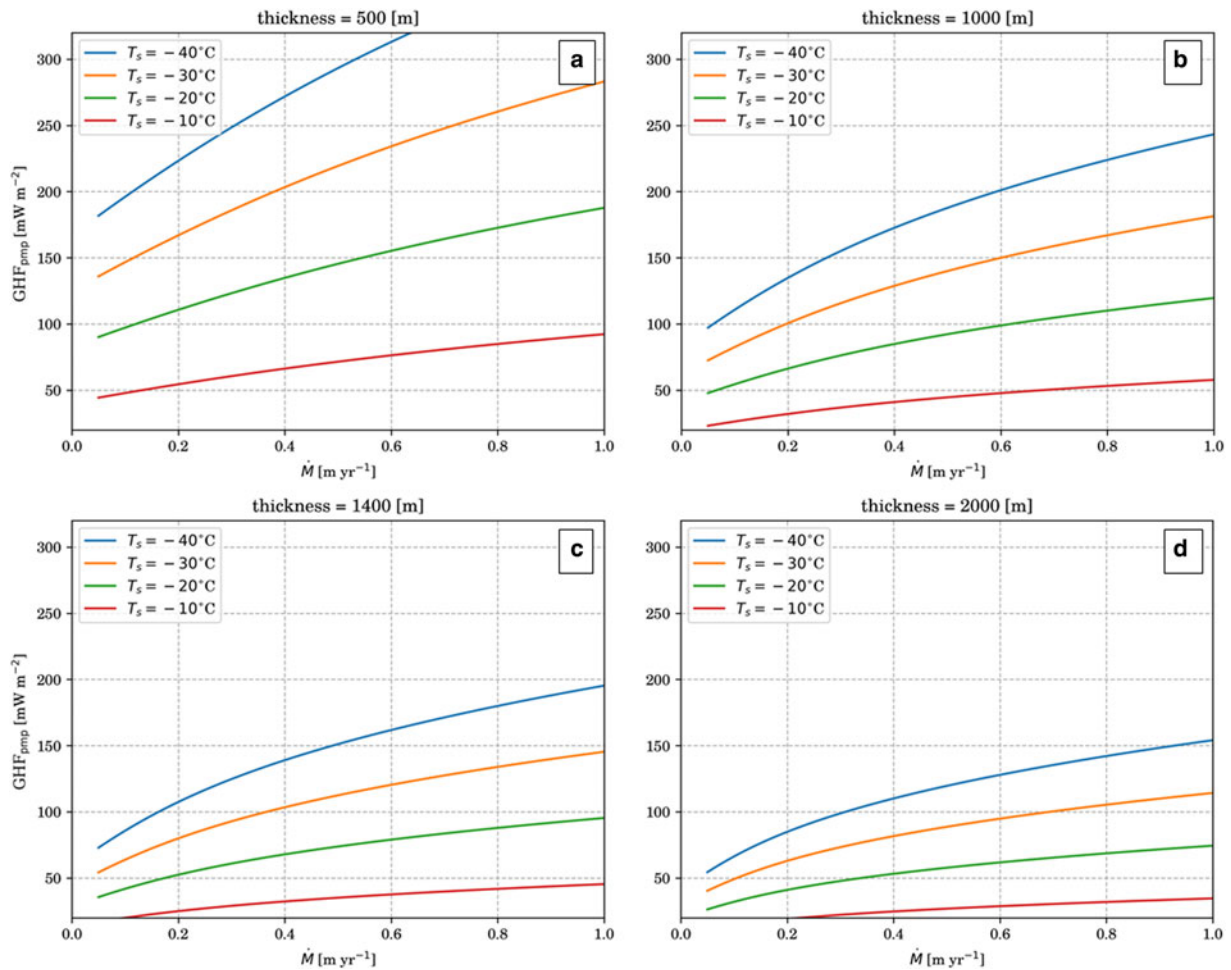 thickness = 500 [m]
300
250
200
150
100
50
GHFpmp [mW m⁻²]
Tₛ = −40°C
Tₛ = −30°C
Tₛ = −20°C
Tₛ = −10°C
a
0.0 0.2 0.4 0.6 0.8 1.0
Ṁ [m yr⁻¹]
thickness = 1000 [m]
300
250
200
150
100
50
Tₛ = −40°C
Tₛ = −30°C
Tₛ = −20°C
Tₛ = −10°C
b
0.0 0.2 0.4 0.6 0.8 1.0
Ṁ [m yr⁻¹]
thickness = 1400 [m]
300
250
200
150
100
50
GHFpmp [mW m⁻²]
Tₛ = −40°C
Tₛ = −30°C
Tₛ = −20°C
Tₛ = −10°C
c
0.0 0.2 0.4 0.6 0.8 1.0
Ṁ [m yr⁻¹]
thickness = 2000 [m]
300
250
200
150
100
50
Tₛ = −40°C
Tₛ = −30°C
Tₛ = −20°C
Tₛ = −10°C
d
0.0 0.2 0.4 0.6 0.8 1.0
Ṁ [m yr⁻¹]